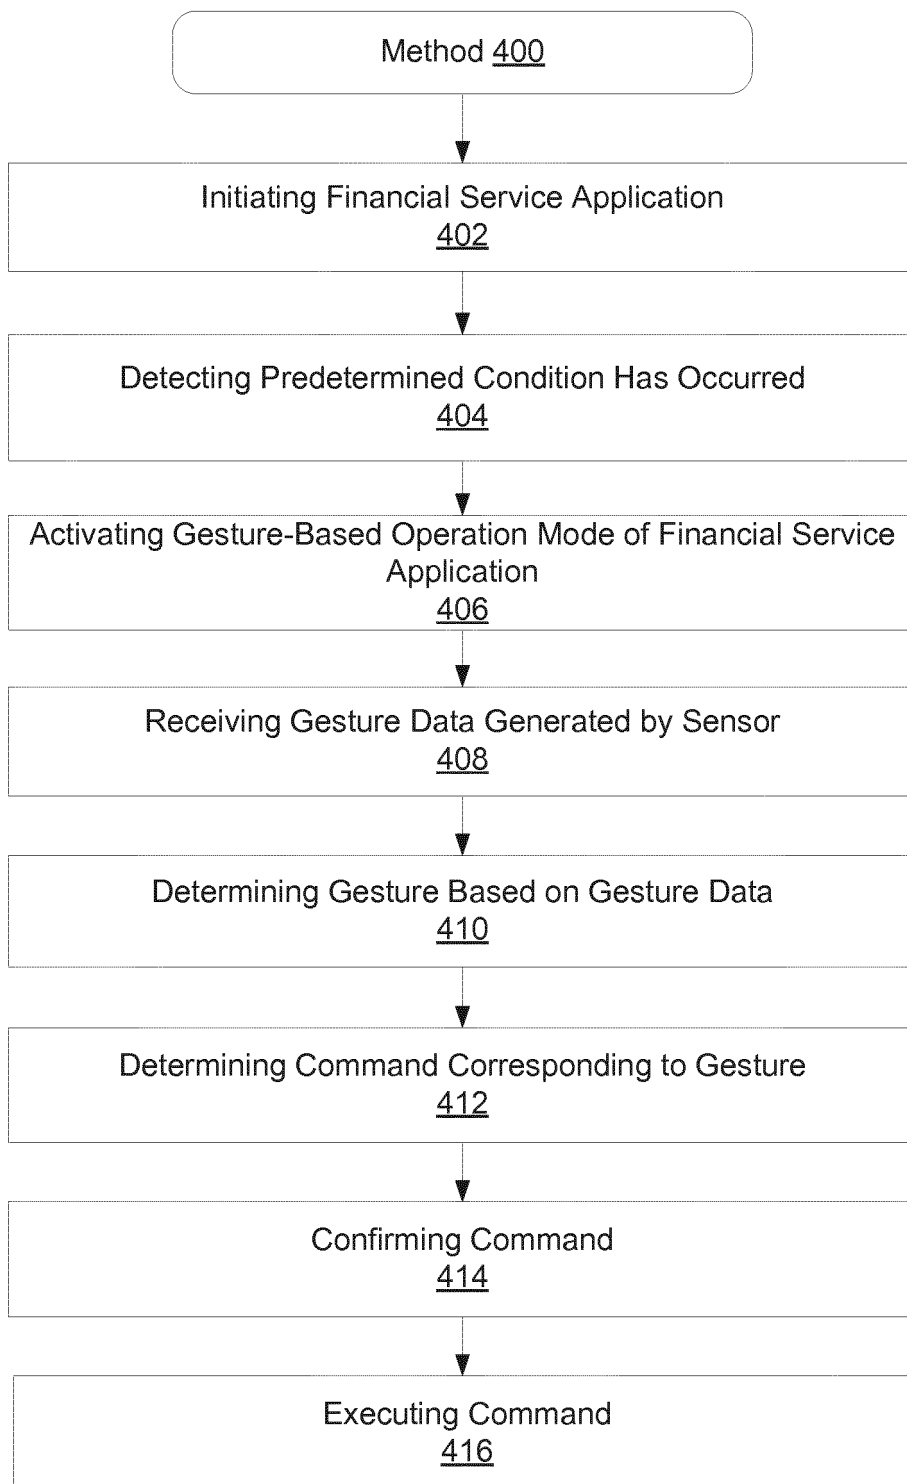 Method 400
Initiating Financial Service Application
402
Detecting Predetermined Condition Has Occurred
404
Activating Gesture-Based Operation Mode of Financial Service
Application
406
Receiving Gesture Data Generated by Sensor
408
Determining Gesture Based on Gesture Data
410
Determining Command Corresponding to Gesture
412
Confirming Command
414
Executing Command
416